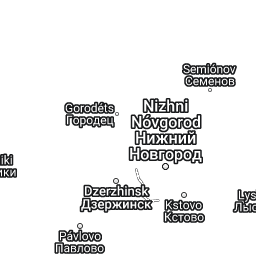 Semiónov
Семенов
Gorodéts
Городец
Nizhni
Nóvgorod
Нижний
Новгород
Dzerzhinsk
Дзержинск
Kstovo
Кстово
Pávlovo
Павлово